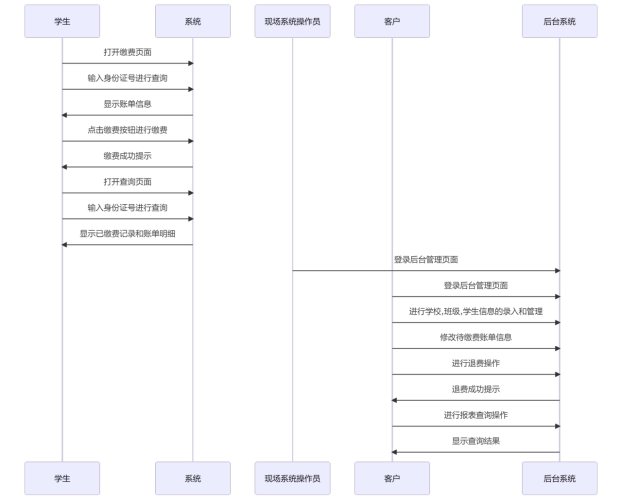 学生
系统
现场系统操作员
客户
后台系统
打开缴费页面
输入身份证号进行查询
显示账单信息
点击缴费按钮进行缴费
缴费成功提示
打开查询页面
输入身份证号进行查询
显示已缴费记录和账单明细
登录后台管理页面
登录后台管理页面
进行学校,班级,学生信息的录入和管理
修改待缴费账单信息
进行退费操作
退费成功提示
进行报表查询操作
显示查询结果
学生
系统
现场系统操作员
客户
后台系统